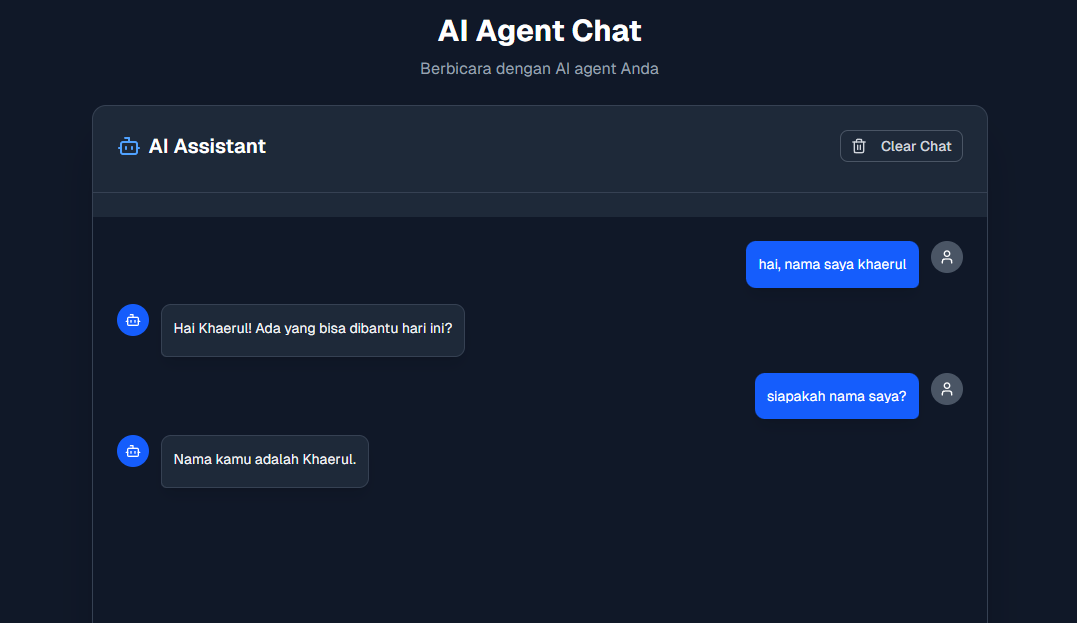 AI Agent Chat
Berbicara dengan AI agent Anda
AI Assistant
Clear Chat
hai, nama saya khaerul
Hai Khaerul! Ada yang bisa dibantu hari ini?
siapakah nama saya?
Nama kamu adalah Khaerul.